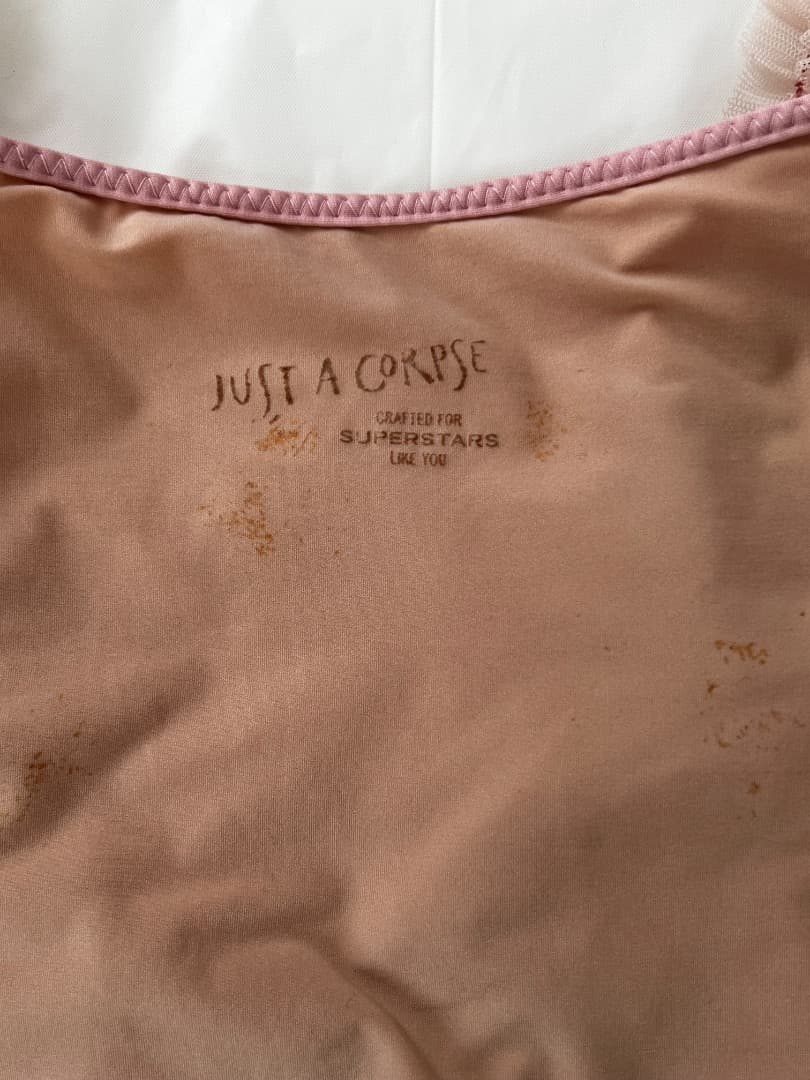 JUST A CORPSE
CRAFTED FOR
SUPERSTARS
LIKE YOU